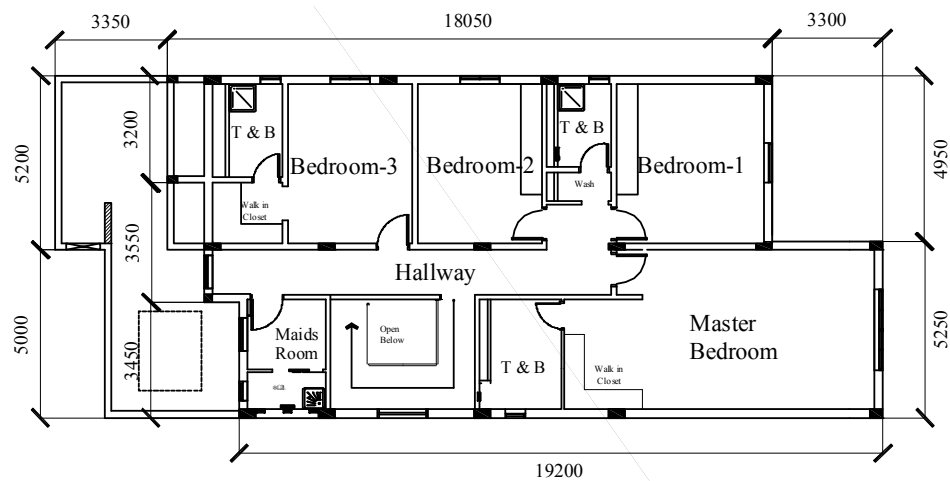 3350
18050
3300
5200
3200
4950
T & B
T & B
Bedroom-3
Bedroom-2
Bedroom-1
Wash
Walk in
Closet
3550
Hallway
5000
3450
Maids
Room
Open
Below
T & B
Walk in
Closet
Master
Bedroom
5250
19200